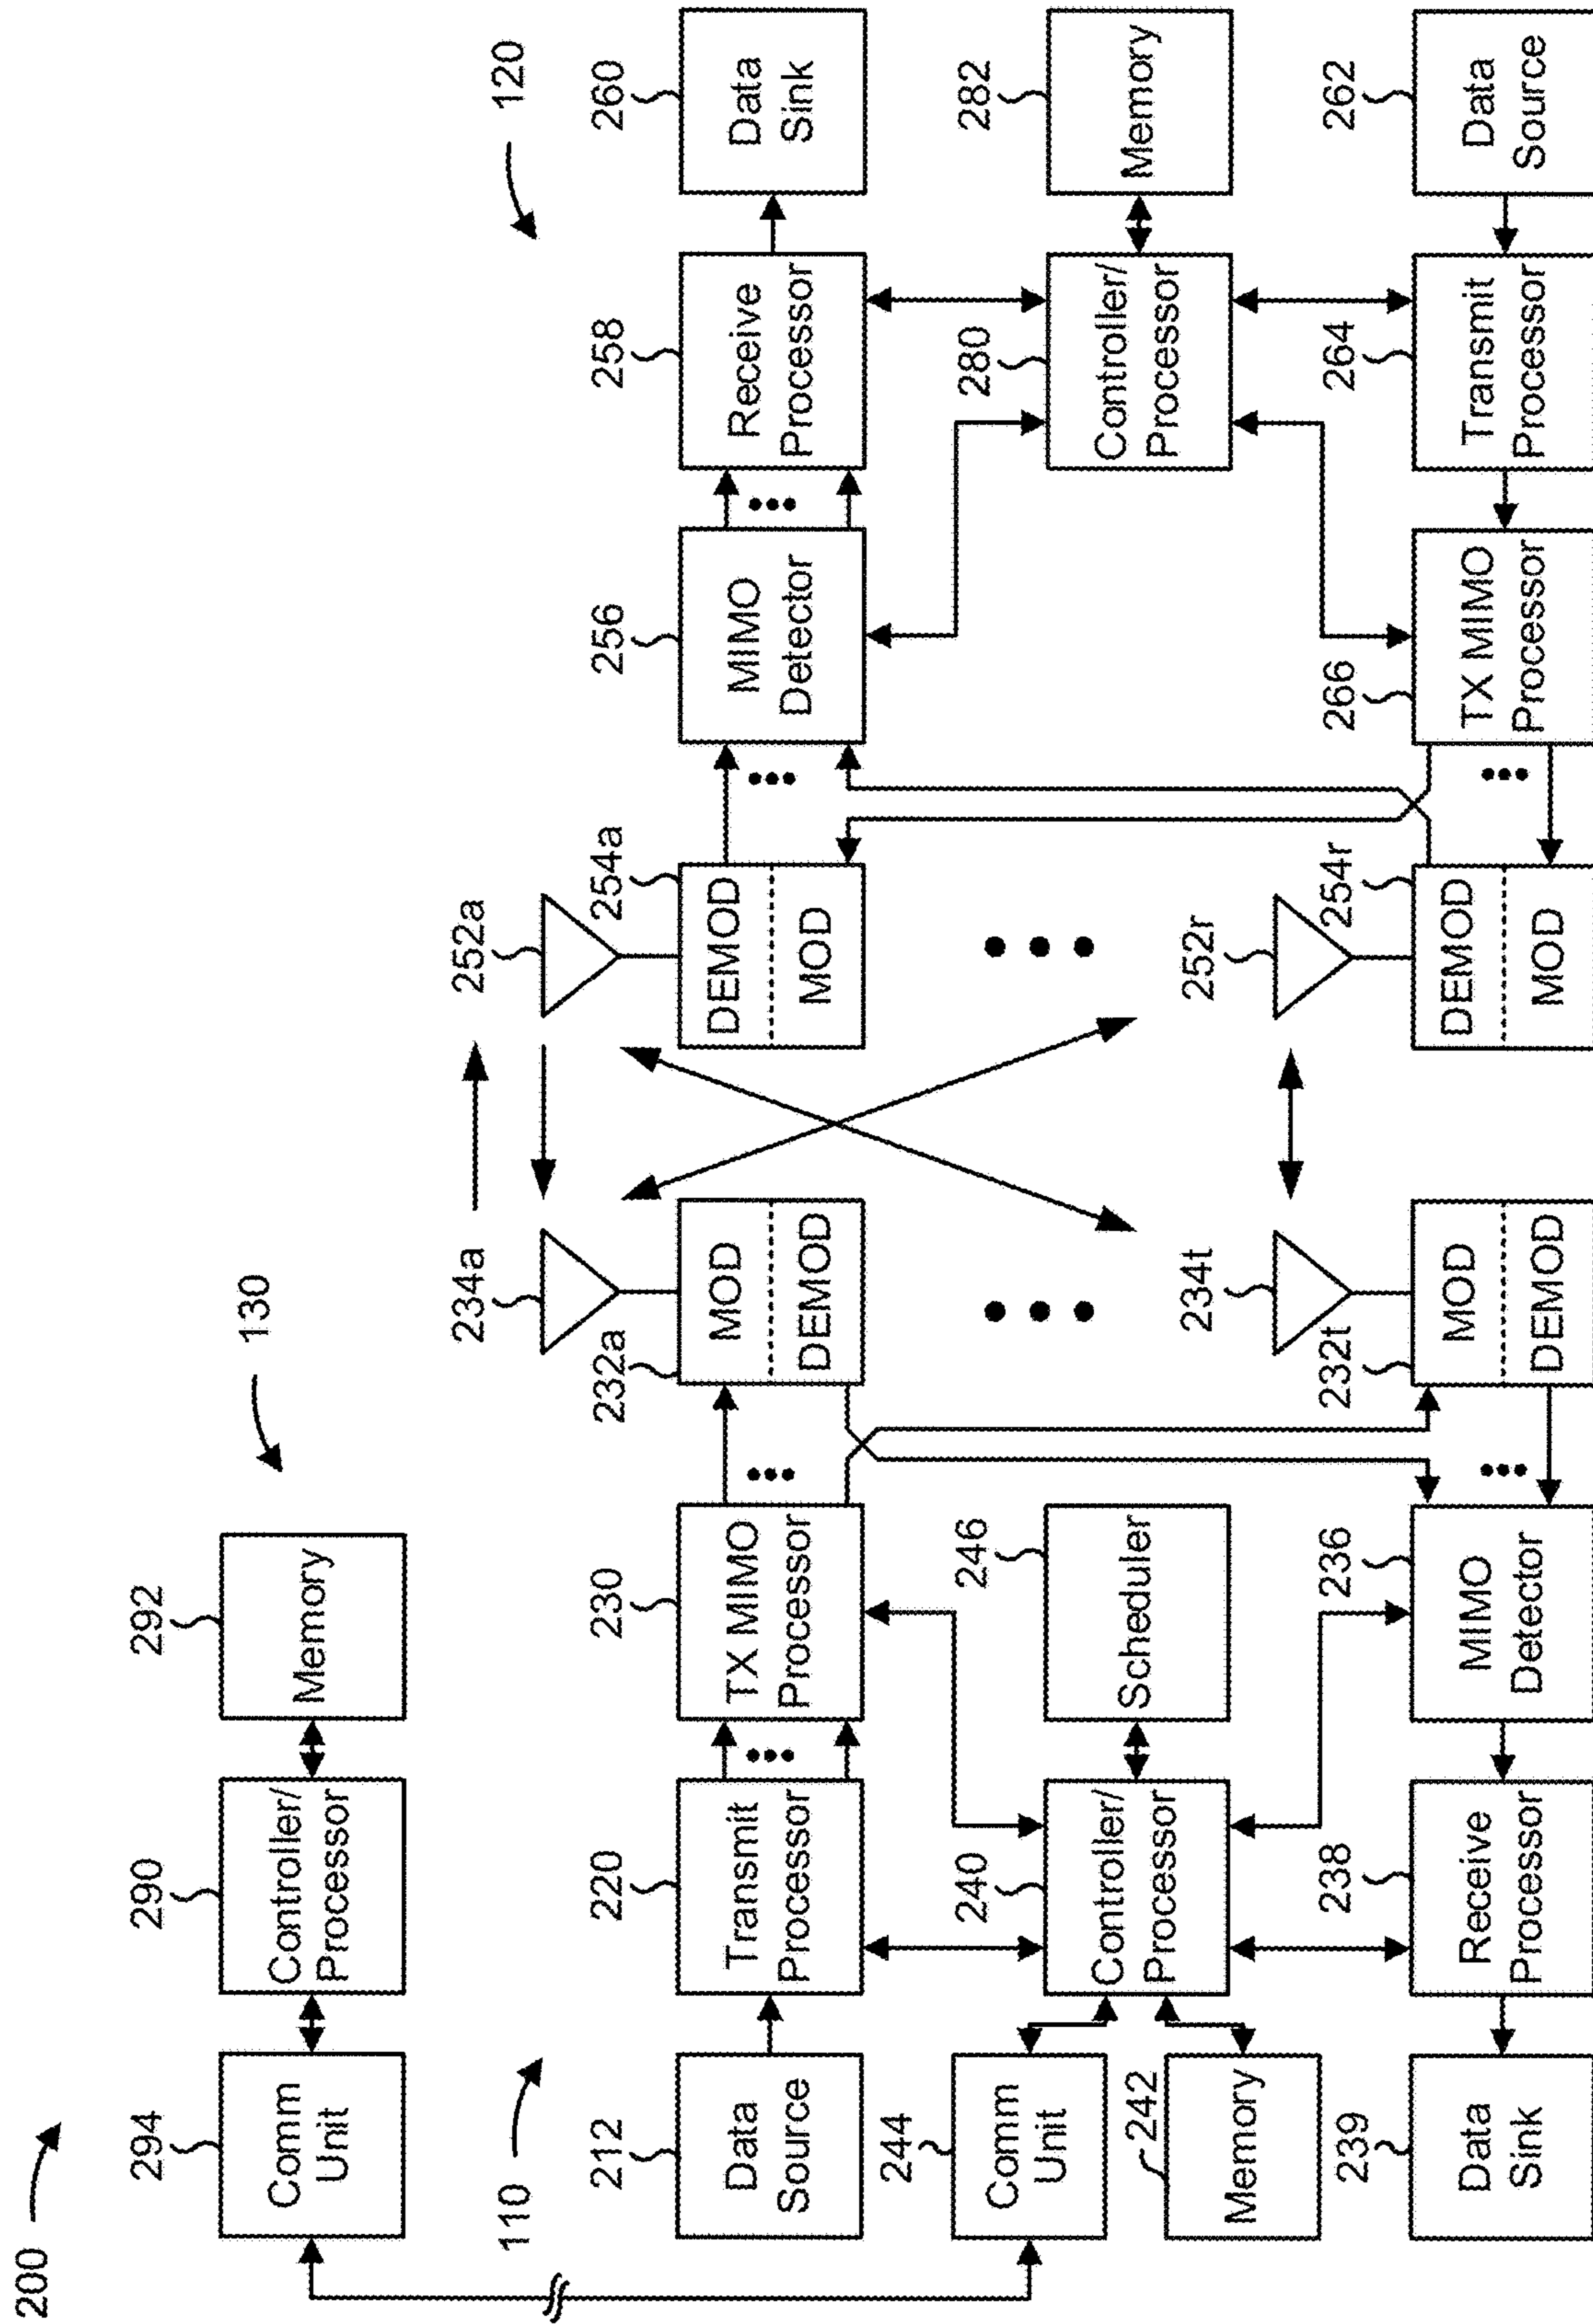 200
130
294
290
292
Comm
Unit
Controller/
Processor
Memory
110
120
212
220
230
232a
234a
252a
254a
256
258
260
Data
Source
Transmit
Processor
TX MIMO
Processor
MOD
DEMOD
DEMOD
MOD
MIMO
Detector
Receive
Processor
Data
Sink
244
240
246
280
282
Comm
Unit
Controller/
Processor
Scheduler
Controller/
Processor
Memory
242
Memory
239
238
236
232t
234t
252r
254r
266
264
262
Data
Sink
Receive
Processor
MIMO
Detector
MOD
DEMOD
DEMOD
MOD
TX MIMO
Processor
Transmit
Processor
Data
Source